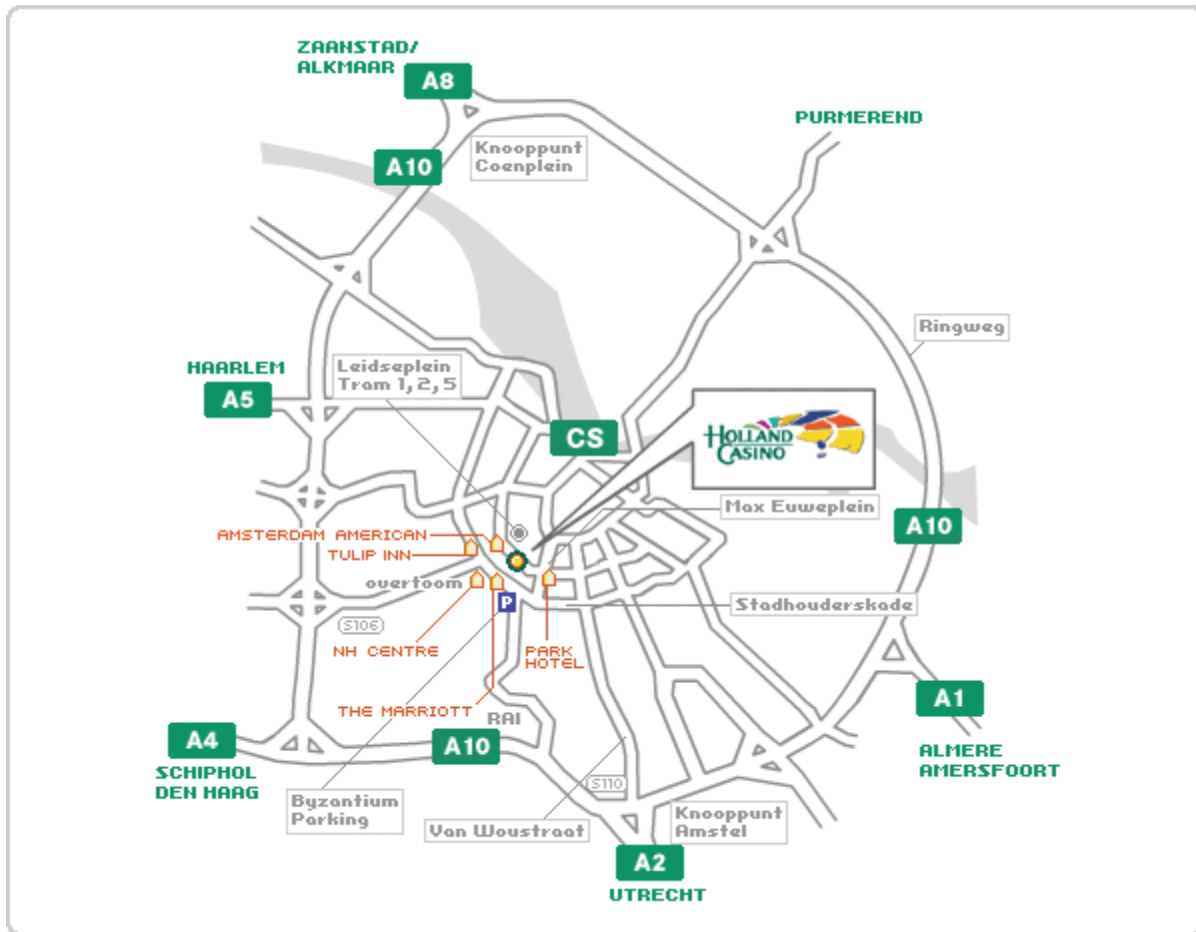 ZAANSTAD/
ALKMAAR
A8
PURMEREND
Knooppunt
Coenplein
A10
Ringweg
HAARLEM
A5
Leidseplein
Tram 1, 2, 5
CS
HOLLAND
CASINO
Max Euweplein
A10
AMSTERDAM AMERICAN
TULIP INN
overtoom
P
Stadhouderskade
S106
NH CENTRE
PARK
HOTEL
THE MARRIOTT
RAI
A1
ALMERE
AMERSFOORT
A4
SCHIPHOL
DEN HAAG
A10
S110
Byzantium
Parking
Van Woustraat
Knooppunt
Amstel
A2
UTRECHT